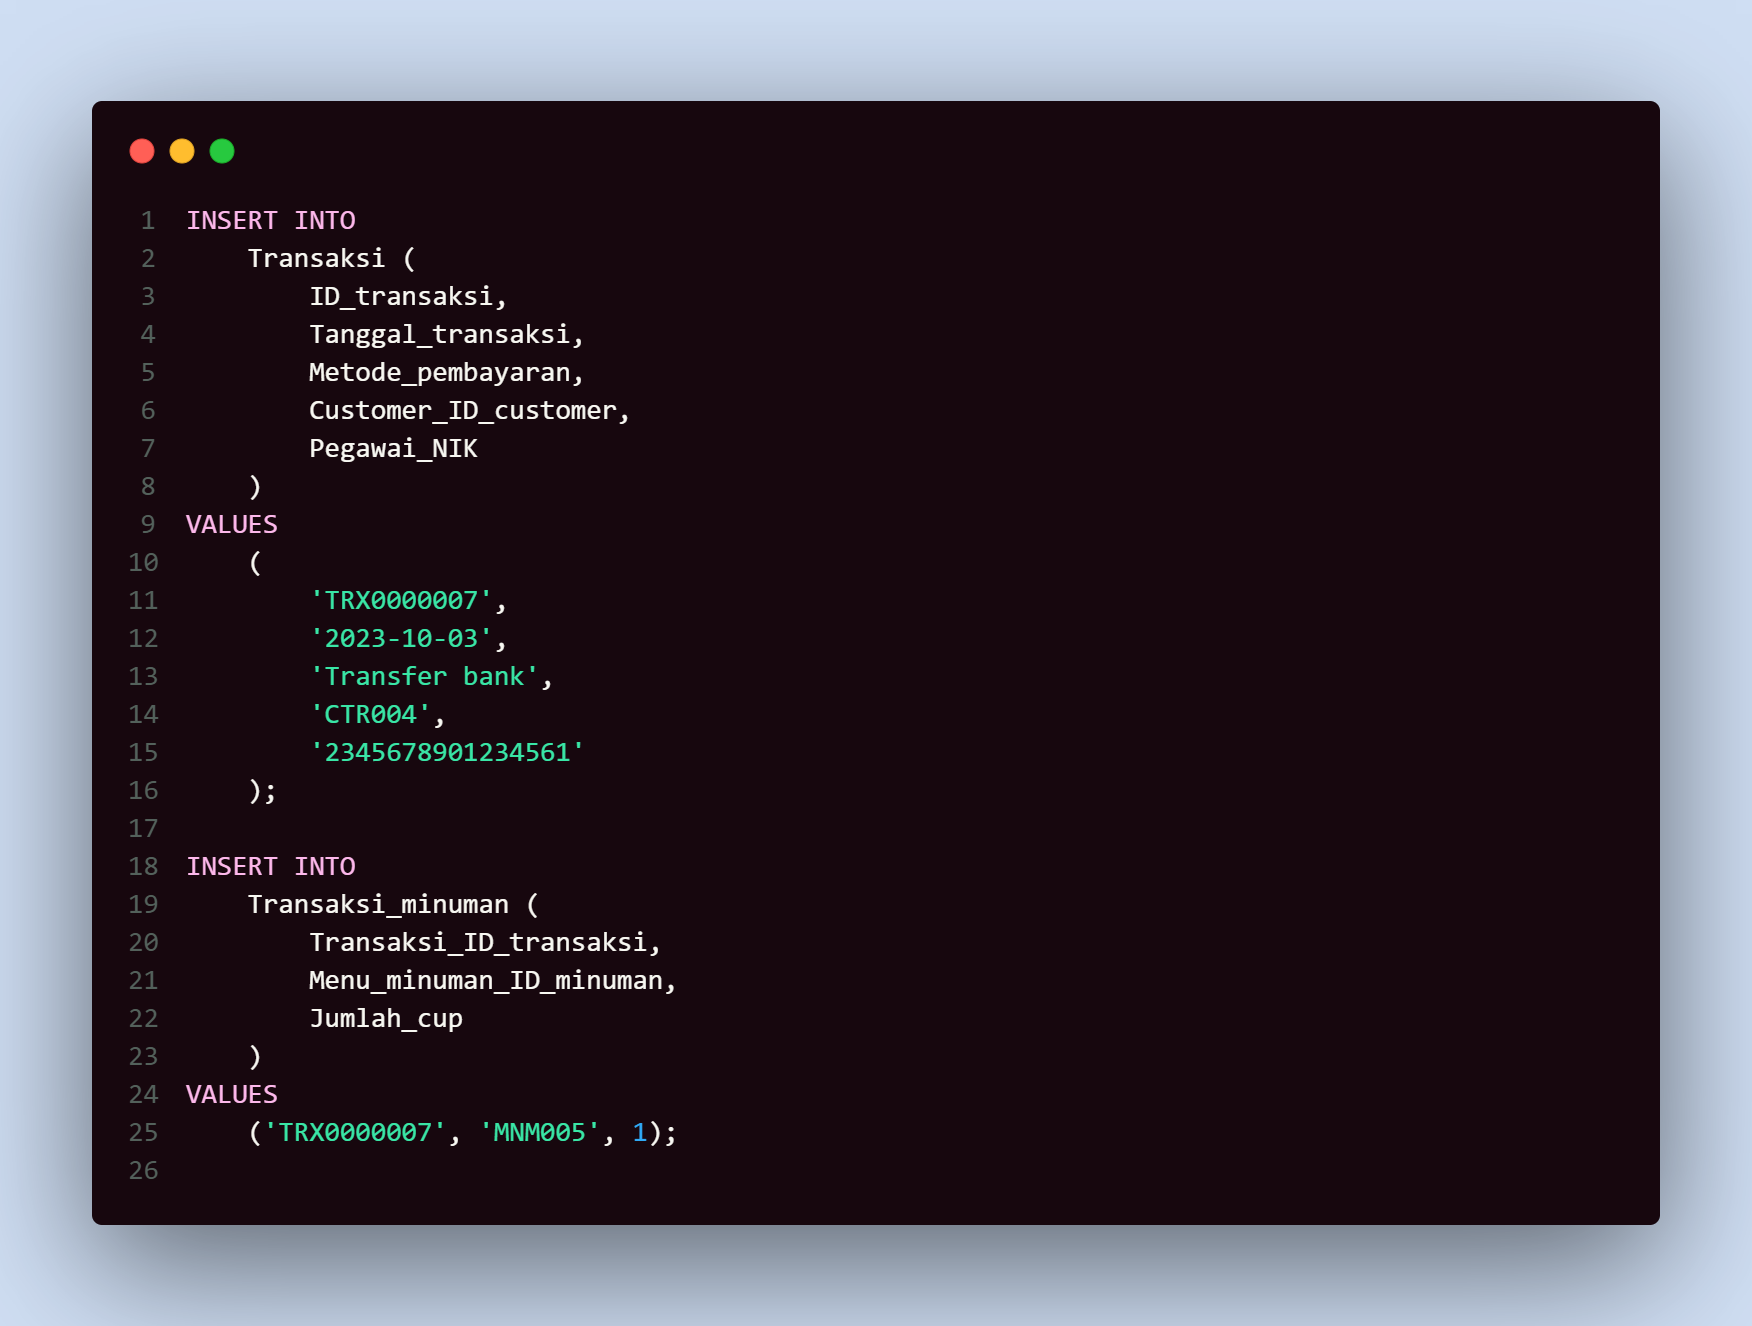 1 INSERT INTO
2     Transaksi (
3         ID_transaksi,
4         Tanggal_transaksi,
5         Metode_pembayaran,
6         Customer_ID_customer,
7         Pegawai_NIK
8     )
9 VALUES
10     (
11         'TRX0000007',
12         '2023-10-03',
13         'Transfer bank',
14         'CTR004',
15         '2345678901234561'
16     );
17
18 INSERT INTO
19     Transaksi_minuman (
20         Transaksi_ID_transaksi,
21         Menu_minuman_ID_minuman,
22         Jumlah_cup
23     )
24 VALUES
25     ('TRX0000007', 'MNM005', 1);
26